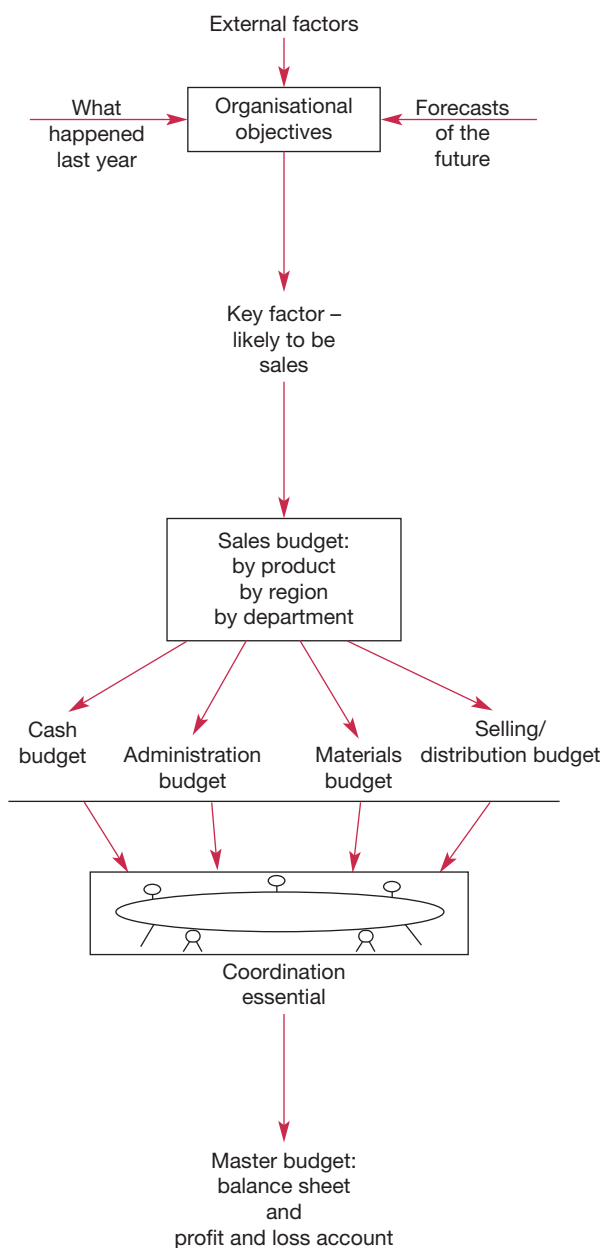 External factors
What
happened
last year
Organisational
objectives
Forecasts
of the
future
Key factor –
likely to be
sales
Sales budget:
by product
by region
by department
Cash
budget
Administration
budget
Materials
budget
Selling/
distribution budget
Coordination
essential
Master budget:
balance sheet
and
profit and loss account